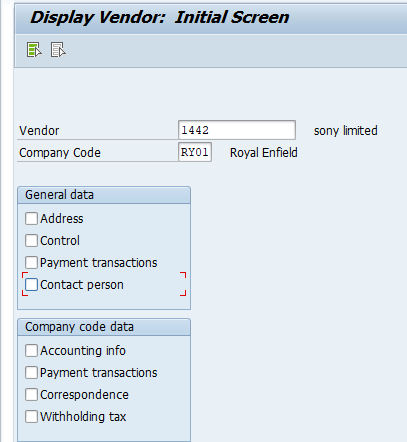 Display Vendor: Initial Screen
Vendor 1442 sony limited
Company Code RY01 Royal Enfield
General data
Address
Control
Payment transactions
Contact person
Company code data
Accounting info
Payment transactions
Correspondence
Withholding tax